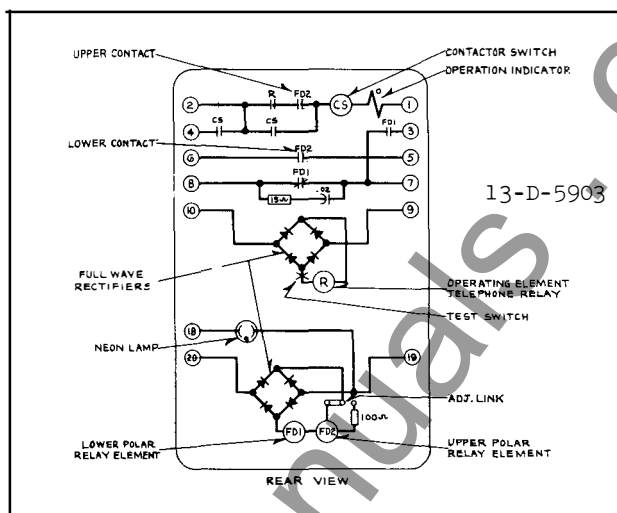 UPPER CONTACT
CONTACTOR SWITCH
OPERATION INDICATOR
2
R
FD2
CS
1
4
CS
CS
FD1
3
LOWER CONTACT
6
FD2
5
8
FD1
7
15Ω
.02
10
9
13-D-5903
FULL WAVE
RECTIFIERS
R
OPERATING ELEMENT
TELEPHONE RELAY
TEST SWITCH
18
NEON LAMP
20
19
ADJ. LINK
100Ω
FD1
FD2
LOWER POLAR
RELAY ELEMENT
UPPER POLAR
RELAY ELEMENT
REAR VIEW
nuals.